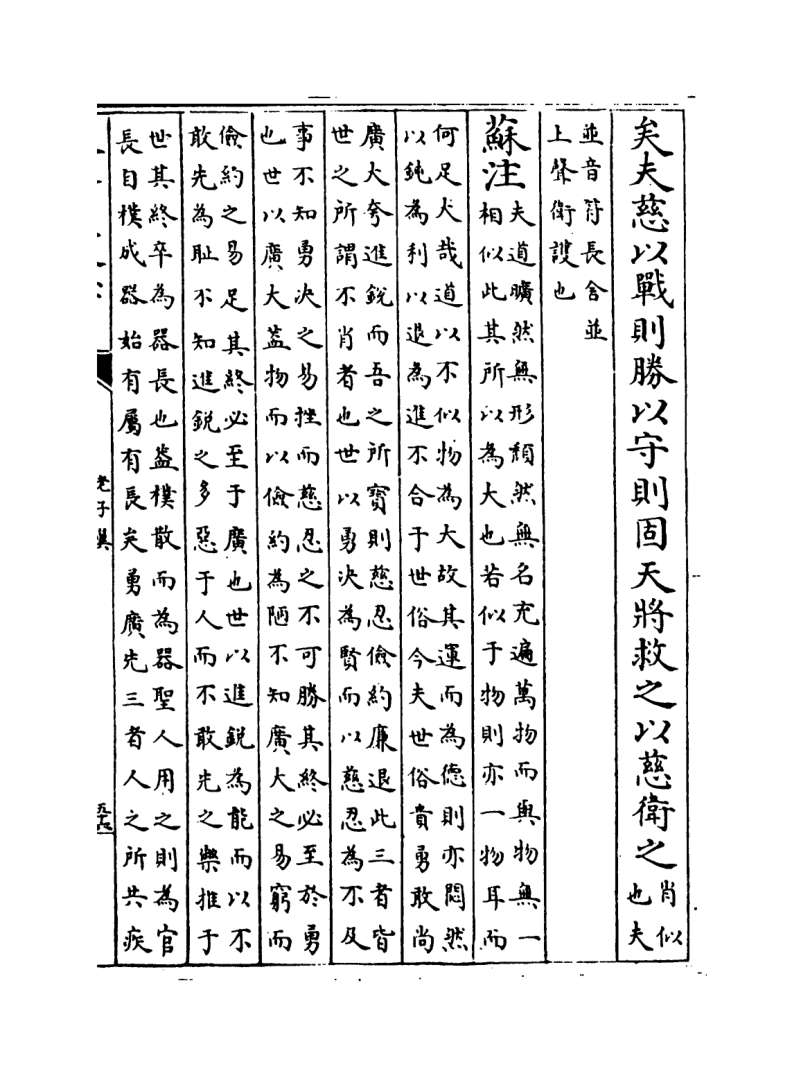 矣夫慈以戰則勝以守則固天將救之以慈衛之
肖似
也夫
並音符長舍並
上聲衛護也
蘇注
夫道曠然無形頽然無名充遍萬物而與物無一
相似此其所以為大也若似于物則亦一物耳而
何足大哉道以不似物為大故其運而為德則亦悶然
以鈍為利以退為進不合于世俗今夫世俗貴勇敢尚
廣大夸進銳而吾之所寳則慈忍儉約廉退此三者皆
世之所謂不肖者也世以勇決為賢而以慈忍為不及
事不知勇決之易挫而慈忍之不可勝其終必至於勇
也世以廣大蓋物而以儉約為陋不知廣大之易窮而
儉約之易足其終必至于廣也世以進銳為能而以不
敢先為耻不知進銳之多惡于人而不敢先之樂推于
世其終卒為器長也盖樸散而為器聖人用之則為官
長自樸成器始有屬有長矣勇廣先三者人之所共疾
老子翼
五十六